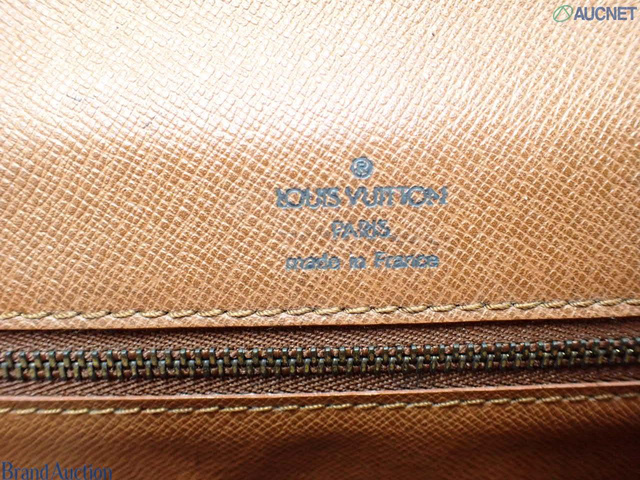 AUCNET
®
LOUIS VUITTON
PARIS
made in France
Brand Auction